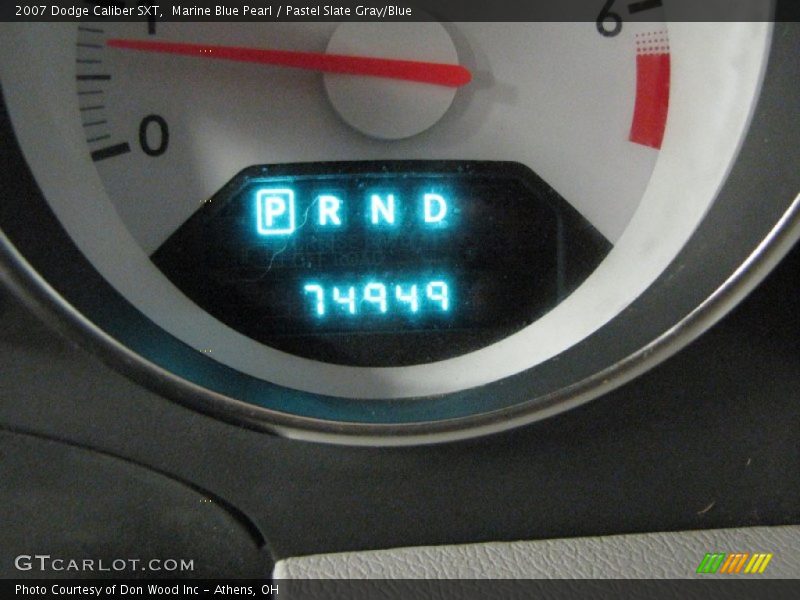 2007 Dodge Caliber SXT,  Marine Blue Pearl / Pastel Slate Gray/Blue
1
6
0
P R N D
74949
GTCARLOT.COM
Photo Courtesy of Don Wood Inc - Athens, OH